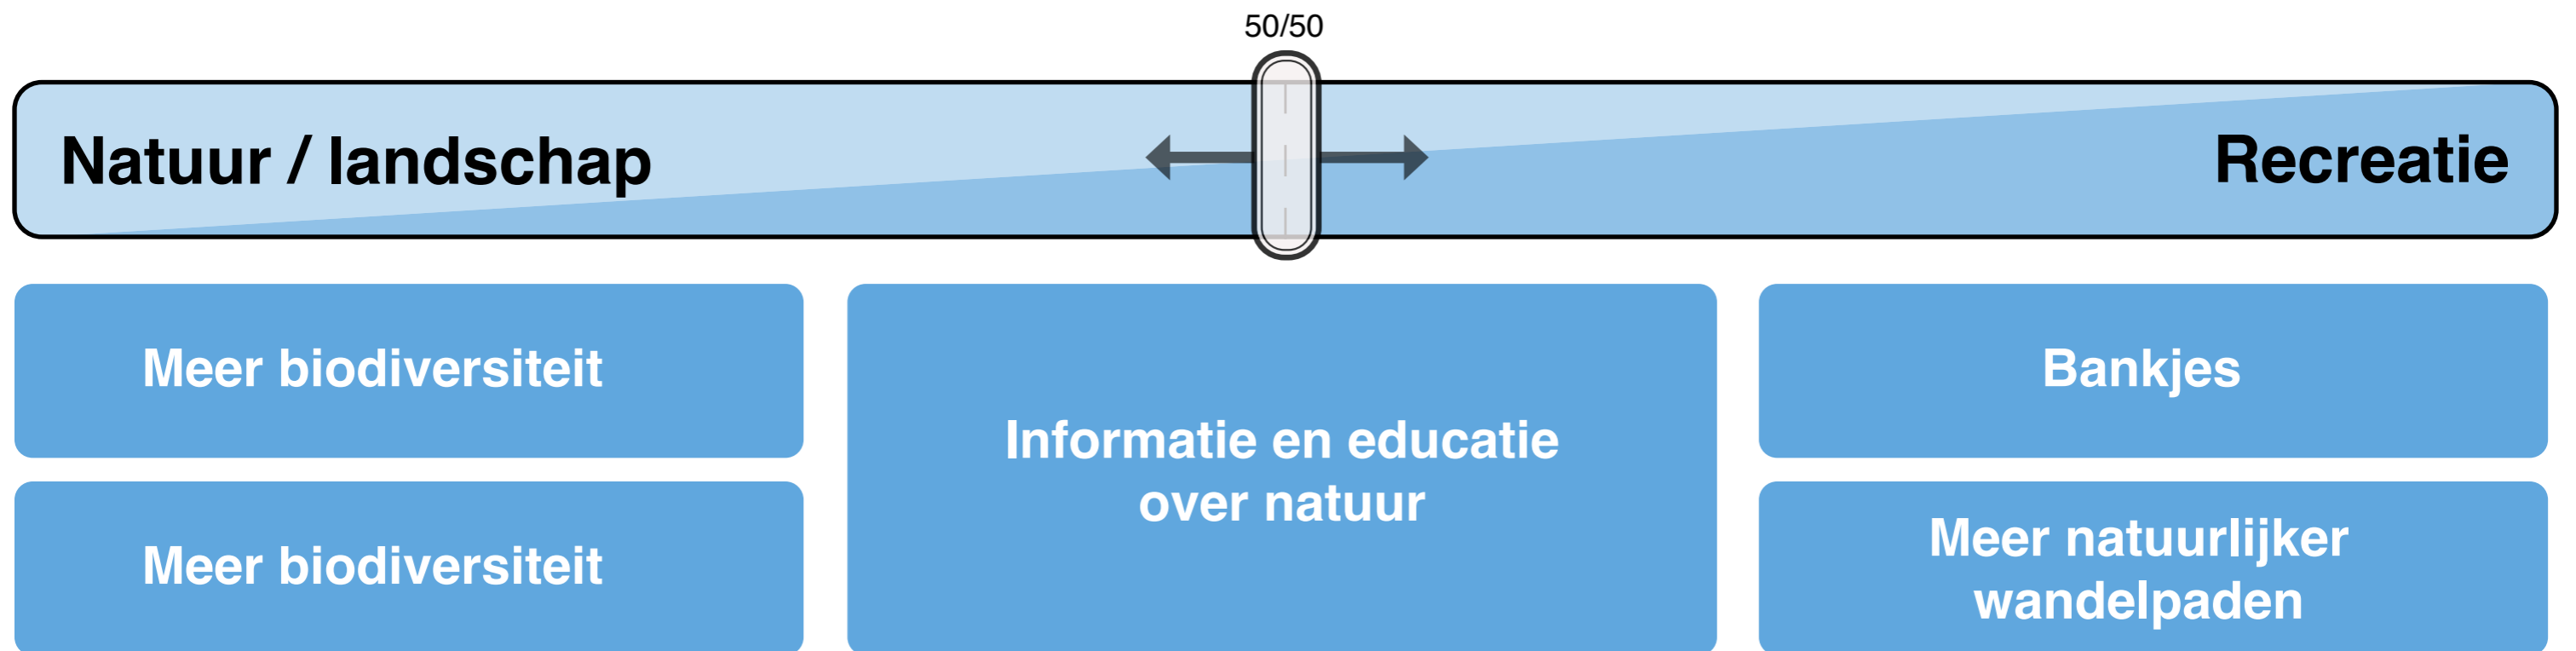 50/50
Natuur / landschap
Recreatie
Meer biodiversiteit
Informatie en educatie
over natuur
Bankjes
Meer biodiversiteit
Meer natuurlijker
wandelpaden